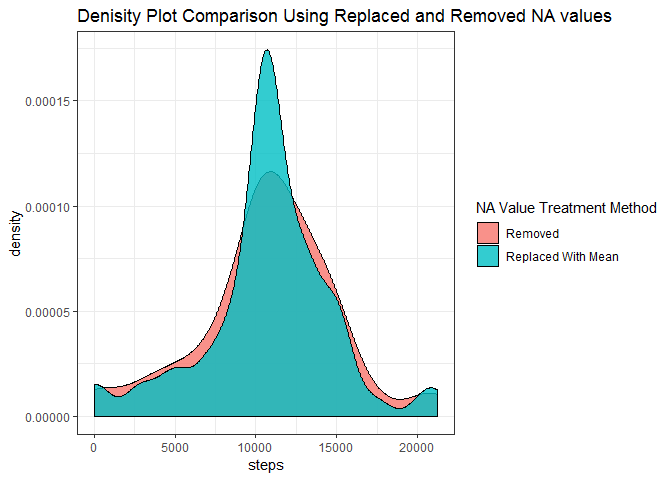 Denisity Plot Comparison Using Replaced and Removed NA values
0.00015
0.00010
0.00005
0.00000
density
0 5000 10000 15000 20000
steps
NA Value Treatment Method
Removed
Replaced With Mean